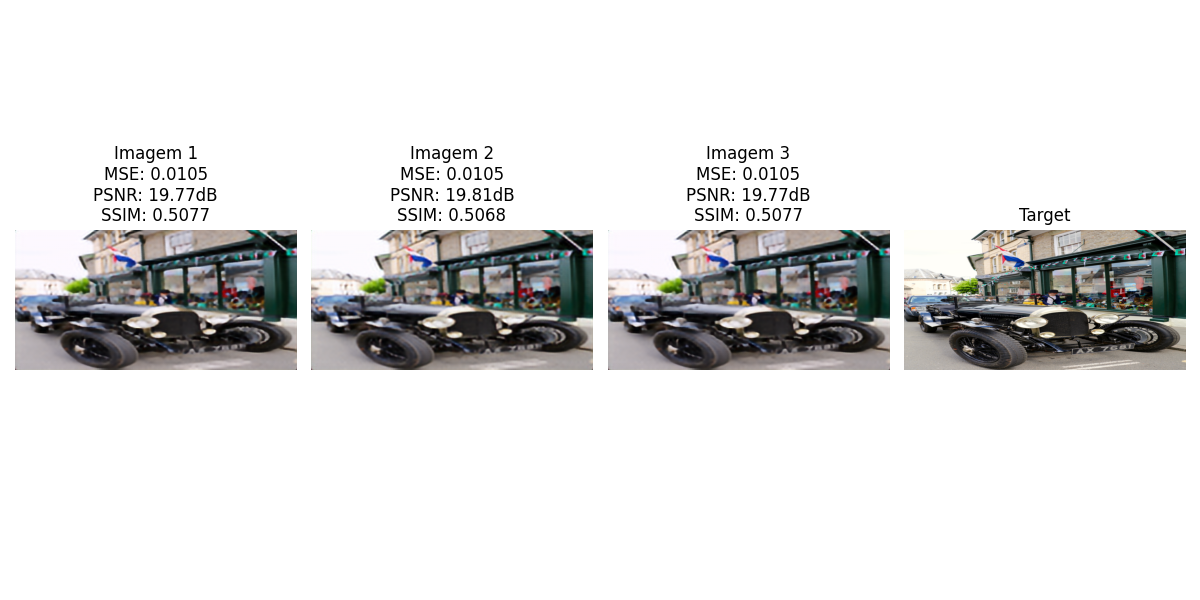 Imagem 1
MSE: 0.0105
PSNR: 19.77dB
SSIM: 0.5077
Imagem 2
MSE: 0.0105
PSNR: 19.81dB
SSIM: 0.5068
Imagem 3
MSE: 0.0105
PSNR: 19.77dB
SSIM: 0.5077
Target